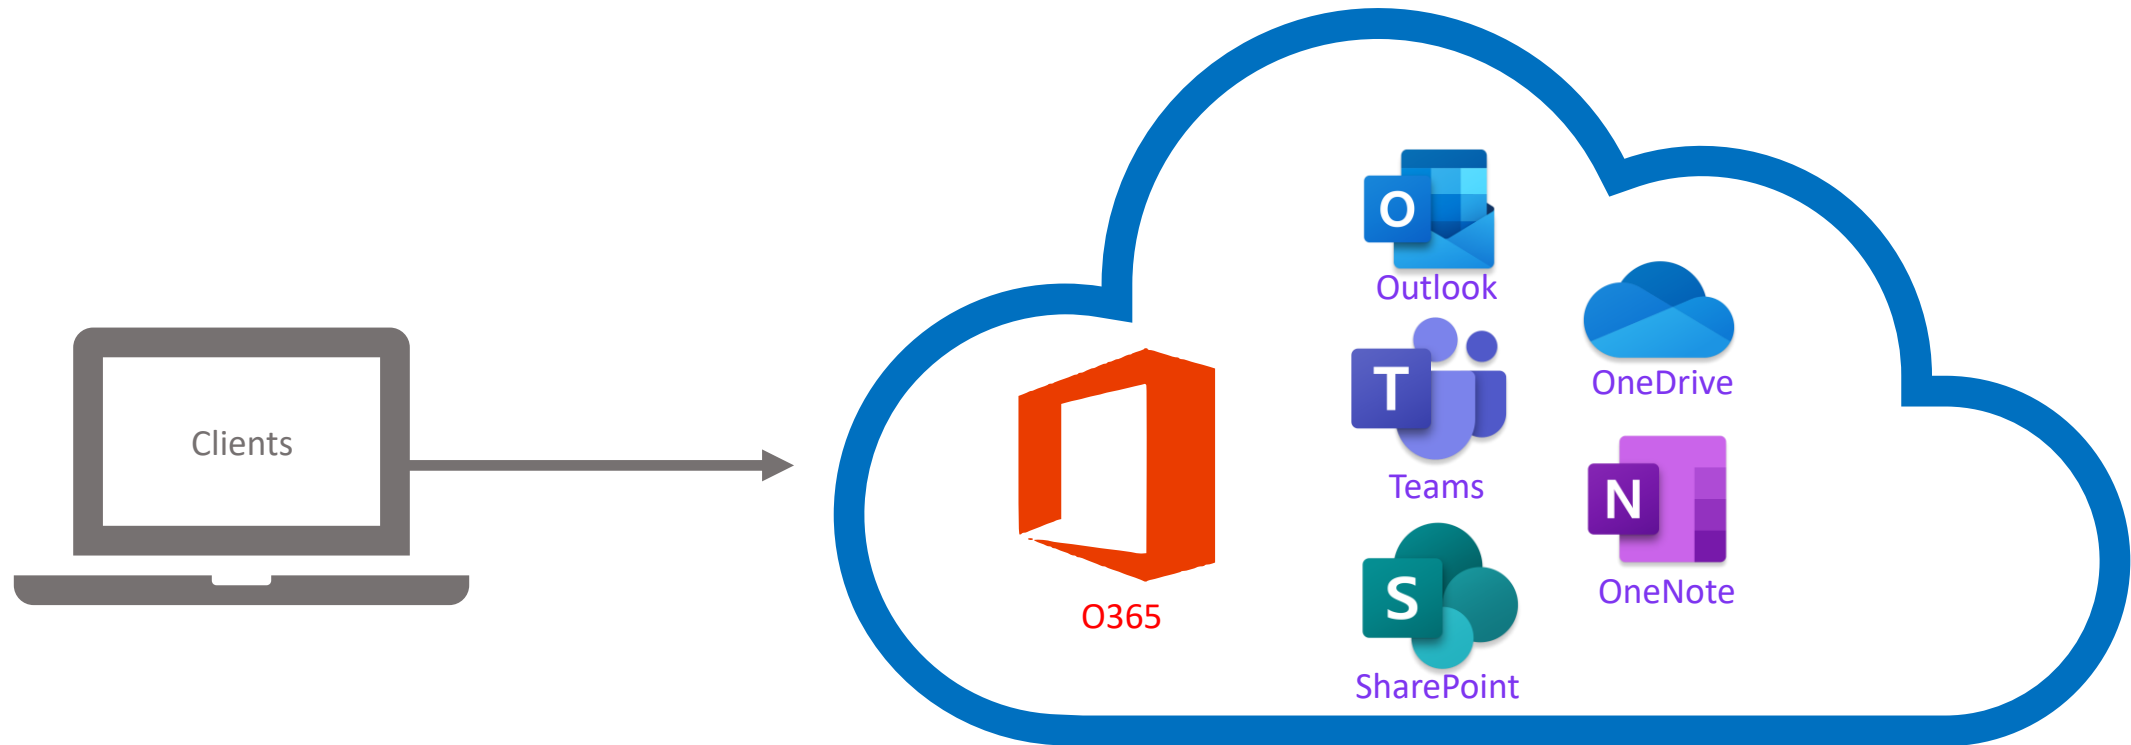 Clients
O365
O
Outlook
T
Teams
S
SharePoint
OneDrive
N
OneNote